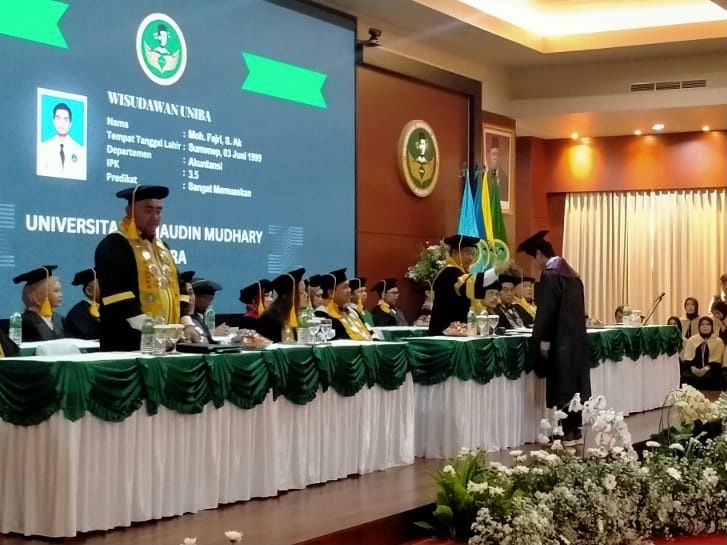 WISUDAWAN UNIBA
Nama : Moh. Fajri, S. Ak
Tempat Tanggal Lahir : Sumenep, 03 Juni 1999
Departemen : Akuntansi
IPK : 3.5
Predikat : Sangat Memuaskan
UNIVERSITA AUDIN MUDHARY
RA